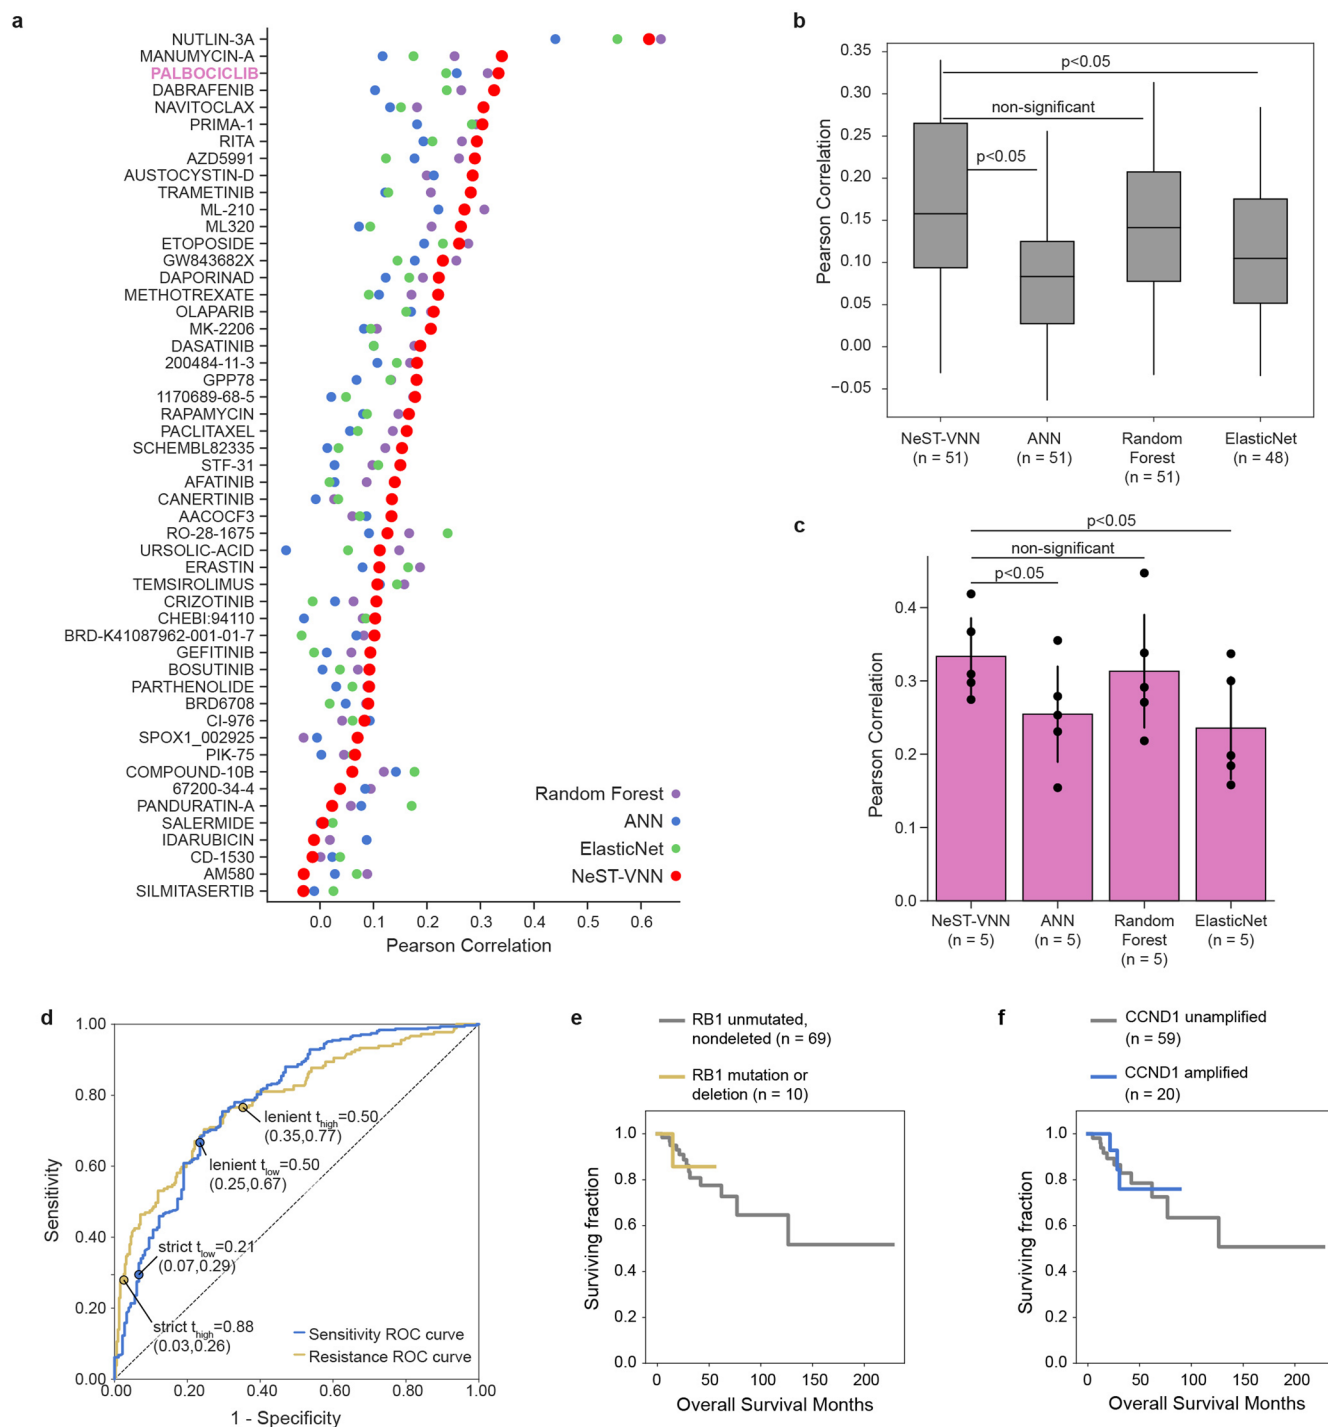 a
NUTLIN-3A
MANUMYCIN-A
PALBOCICLIB
DABRAFENIB
NAVITOCLAX
PRIMA-1
RITA
AZD5991
AUSTOCYSTIN-D
TRAMETINIB
ML-210
ML320
ETOPOSIDE
GW843682X
DAPORINAD
METHOTREXATE
OLAPARIB
MK-2206
DASATINIB
200484-11-3
GPP78
1170689-68-5
RAPAMYCIN
PACLITAXEL
SCHEMBL82335
STF-31
AFATINIB
CANERTINIB
AACOCF3
RO-28-1675
URSOLIC-ACID
ERASTIN
TEMSIROLIMUS
CRIZOTINIB
CHEBI:94110
BRD-K41087962-001-01-7
GEFITINIB
BOSUTINIB
PARTHENOLIDE
BRD6708
CI-976
SPOX1_002925
PIK-75
COMPOUND-10B
67200-34-4
PANDURATIN-A
SALERMIDE
IDARUBICIN
CD-1530
AM580
SILMITASERTIB
Random Forest
ANN
ElasticNet
NeST-VNN
0.0 0.1 0.2 0.3 0.4 0.5 0.6
Pearson Correlation
b
Pearson Correlation
0.35
0.30
0.25
0.20
0.15
0.10
0.05
0.00
−0.05
p<0.05
non-significant
p<0.05
NeST-VNN
(n = 51)
ANN
(n = 51)
Random
Forest
(n = 51)
ElasticNet
(n = 48)
c
Pearson Correlation
0.4
0.3
0.2
0.1
0.0
p<0.05
non-significant
p<0.05
NeST-VNN
(n = 5)
ANN
(n = 5)
Random
Forest
(n = 5)
ElasticNet
(n = 5)
d
Sensitivity
1.00
0.80
0.60
0.40
0.20
0.00
lenient thigh=0.50
(0.35,0.77)
lenient tlow=0.50
(0.25,0.67)
strict tlow=0.21
(0.07,0.29)
strict thigh=0.88
(0.03,0.26)
Sensitivity ROC curve
Resistance ROC curve
0.00 0.20 0.40 0.60 0.80 1.00
1 - Specificity
e
RB1 unmutated,
nondeleted (n = 69)
RB1 mutation or
deletion (n = 10)
Surviving fraction
1.0
0.8
0.6
0.4
0.2
0.0
0 50 100 150 200
Overall Survival Months
f
CCND1 unamplified
(n = 59)
CCND1 amplified
(n = 20)
Surviving fraction
1.0
0.8
0.6
0.4
0.2
0.0
0 50 100 150 200
Overall Survival Months